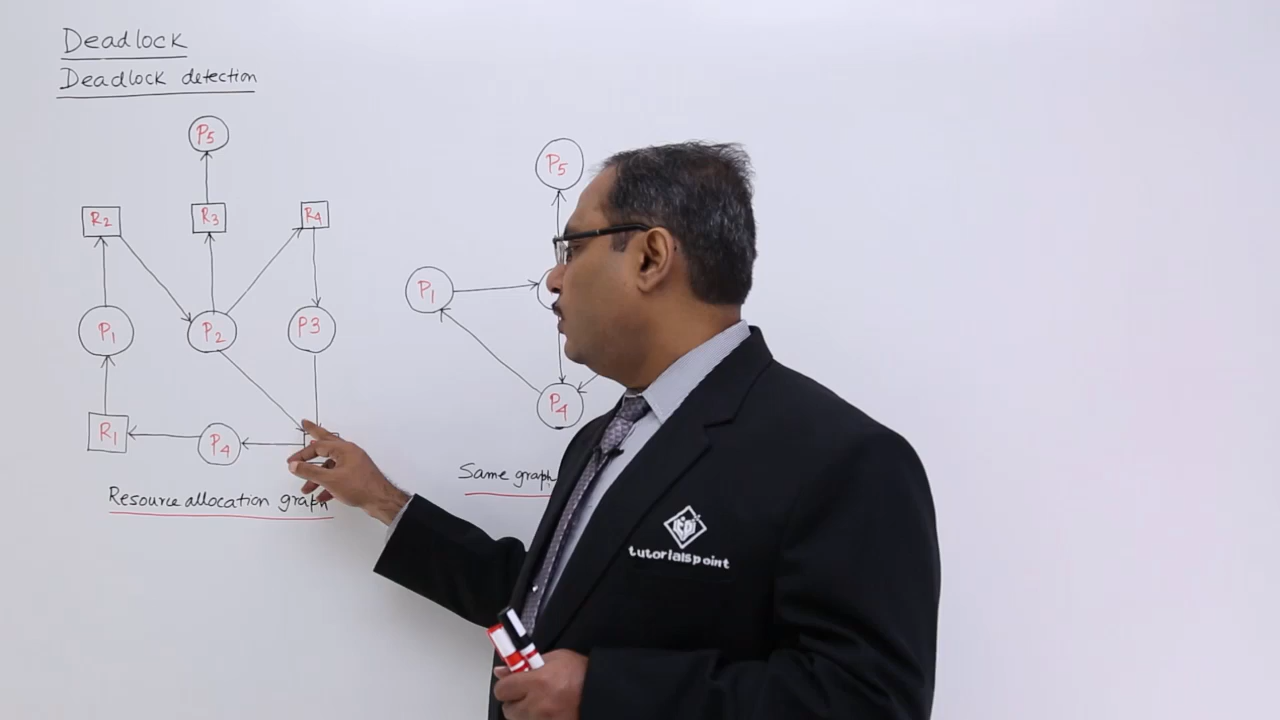 Deadlock
Deadlock detection
P5
R2 R3 R4
P1 P2 P3
R1 P4
Resource allocation graph
P5
P1
P4
Same graph
tutorialspoint